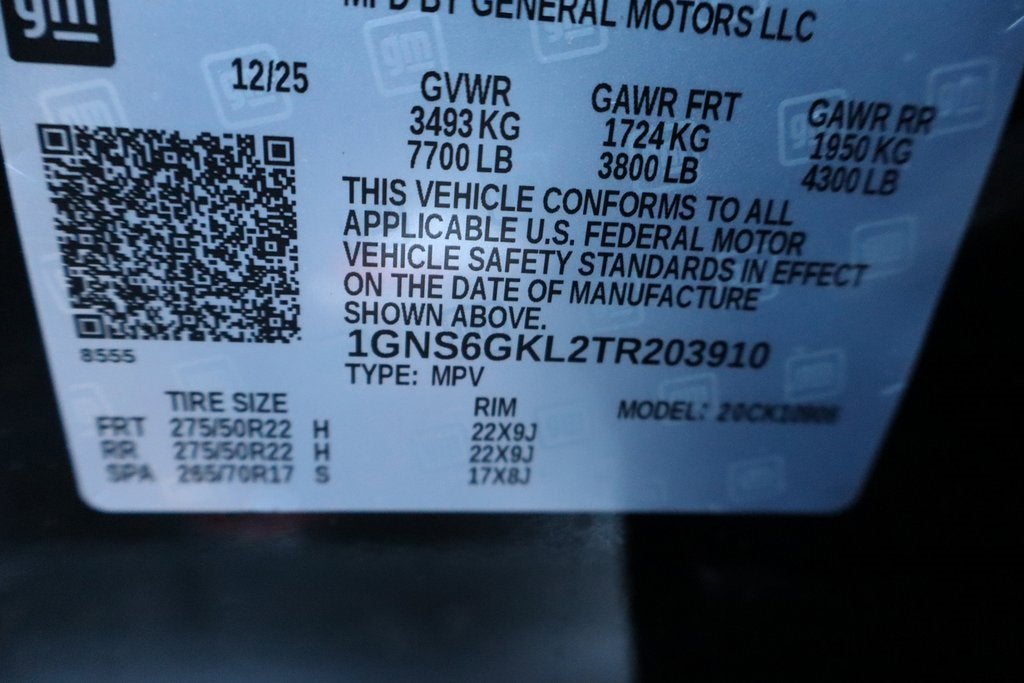 gm
MFD BY GENERAL MOTORS LLC
12/25
GVWR GAWR FRT GAWR RR
3493 KG 1724 KG 1950 KG
7700 LB 3800 LB 4300 LB
THIS VEHICLE CONFORMS TO ALL
APPLICABLE U.S. FEDERAL MOTOR
VEHICLE SAFETY STANDARDS IN EFFECT
ON THE DATE OF MANUFACTURE
SHOWN ABOVE.
8555
1GNS6GKL2TR203910
TYPE: MPV
TIRE SIZE RIM MODEL: 20CK10906
FRT 275/50R22 H 22X9J
RR 275/50R22 H 22X9J
SPA 265/70R17 S 17X8J